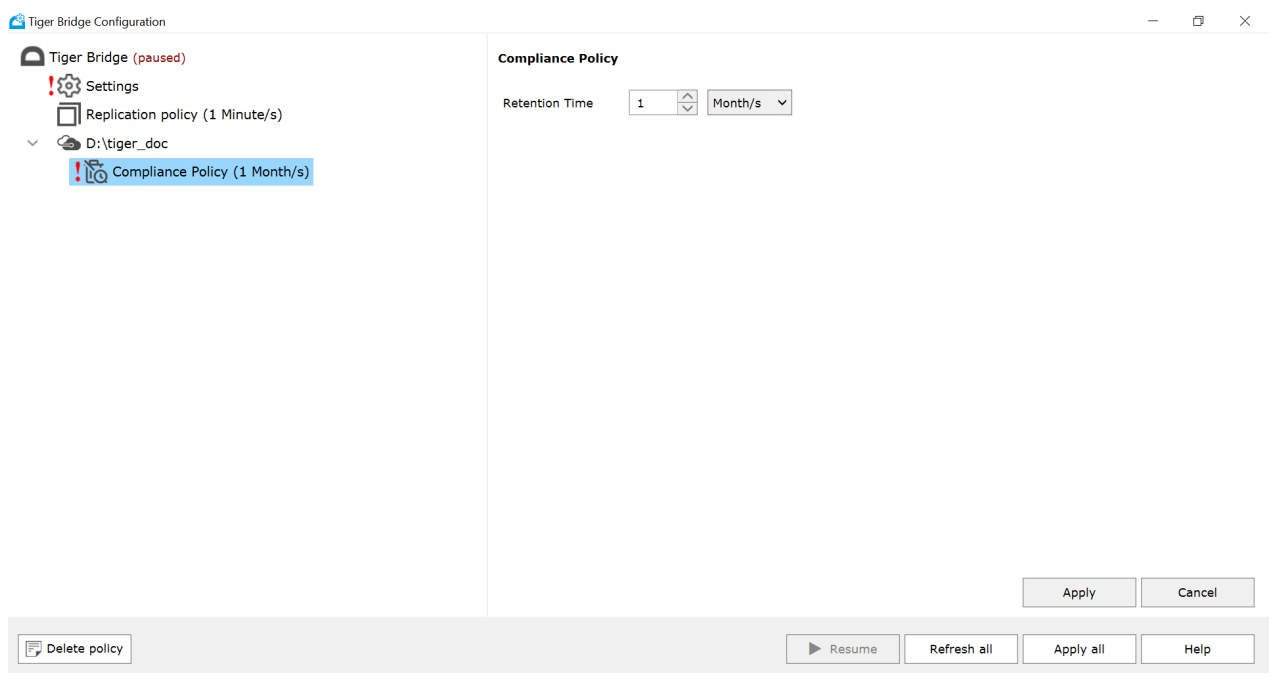 Tiger Bridge Configuration
Tiger Bridge (paused)
! Settings
Replication policy (1 Minute/s)
D:\tiger_doc
! Compliance Policy (1 Month/s)
Compliance Policy
Retention Time 1 Month/s
Apply Cancel
Delete policy Resume Refresh all Apply all Help